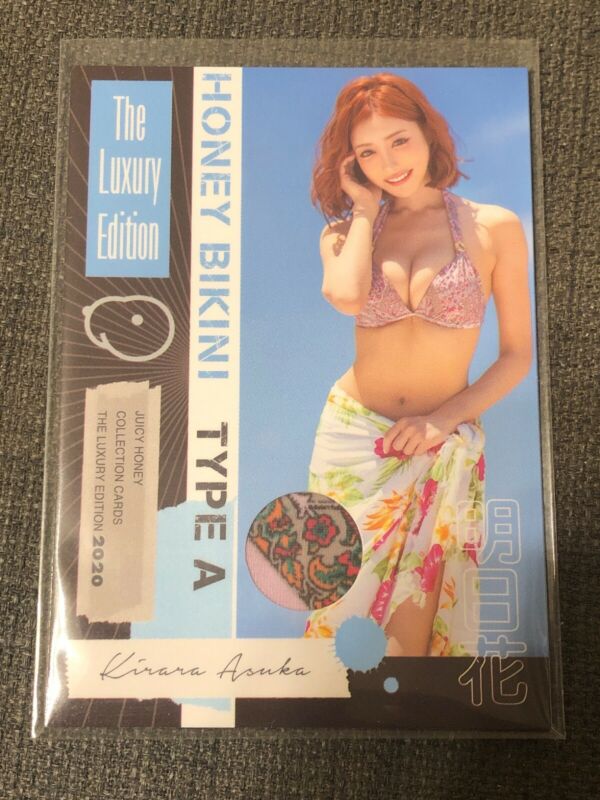 The
Luxury
Edition
HONEY BIKINI TYPE A
JUICY HONEY
COLLECTION CARDS
THE LUXURY EDITION 2020
Kirara Asuka
明日花